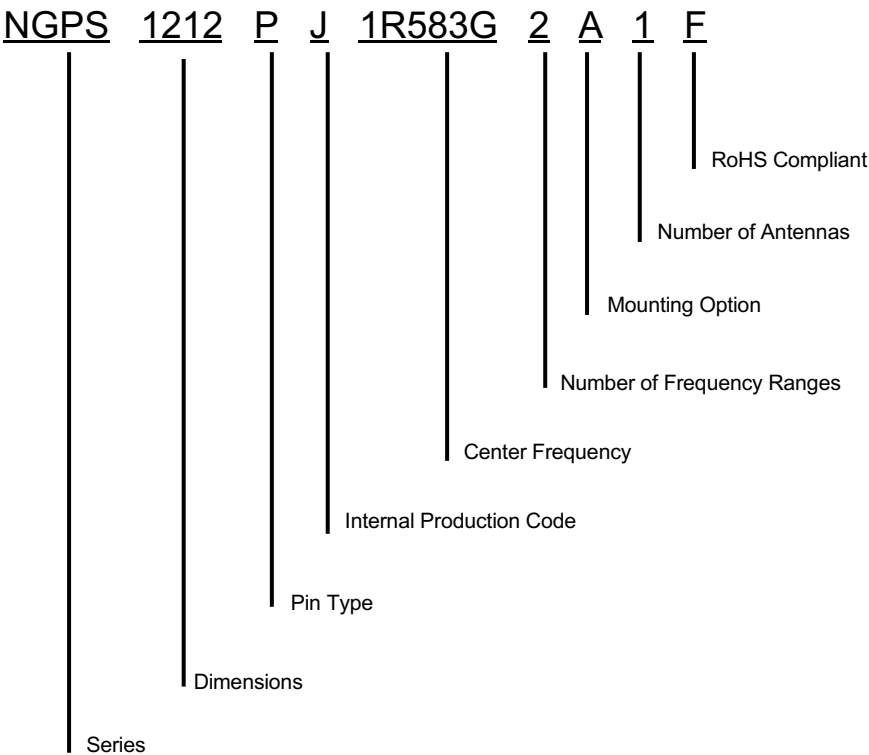 NGPS 1212 P J 1R583G 2 A 1 F
RoHS Compliant
Number of Antennas
Mounting Option
Number of Frequency Ranges
Center Frequency
Internal Production Code
Pin Type
Dimensions
Series